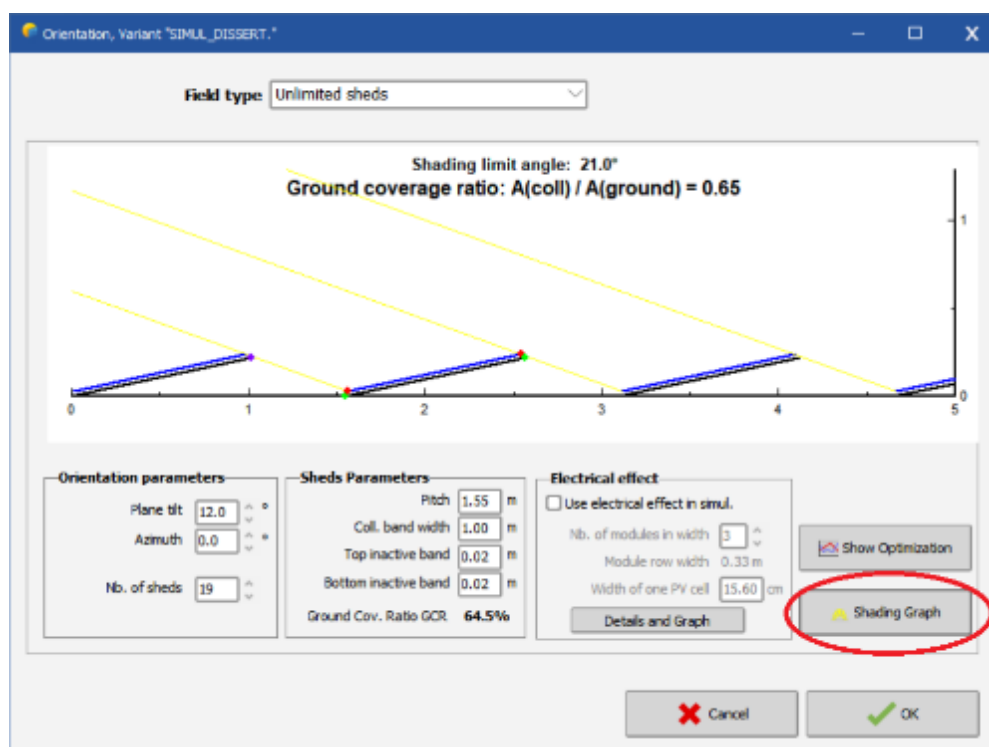 Orientation, Variant "SIMUL_DISSERT."
Field type Unlimited sheds
Shading limit angle: 21.0°
Ground coverage ratio: A(coll) / A(ground) = 0.65
1
0
0 1 2 3 4 5
Orientation parameters
Plane tilt 12.0 °
Azimuth 0.0 °
Nb. of sheds 19
Sheds Parameters
Pitch 1.55 m
Coll. band width 1.00 m
Top inactive band 0.02 m
Bottom inactive band 0.02 m
Ground Cov. Ratio GCR 64.5%
Electrical effect
Use electrical effect in simul.
Nb. of modules in width 3
Module row width 0.33 m
Width of one PV cell 15.60 cm
Details and Graph
Show Optimization
Shading Graph
Cancel
OK